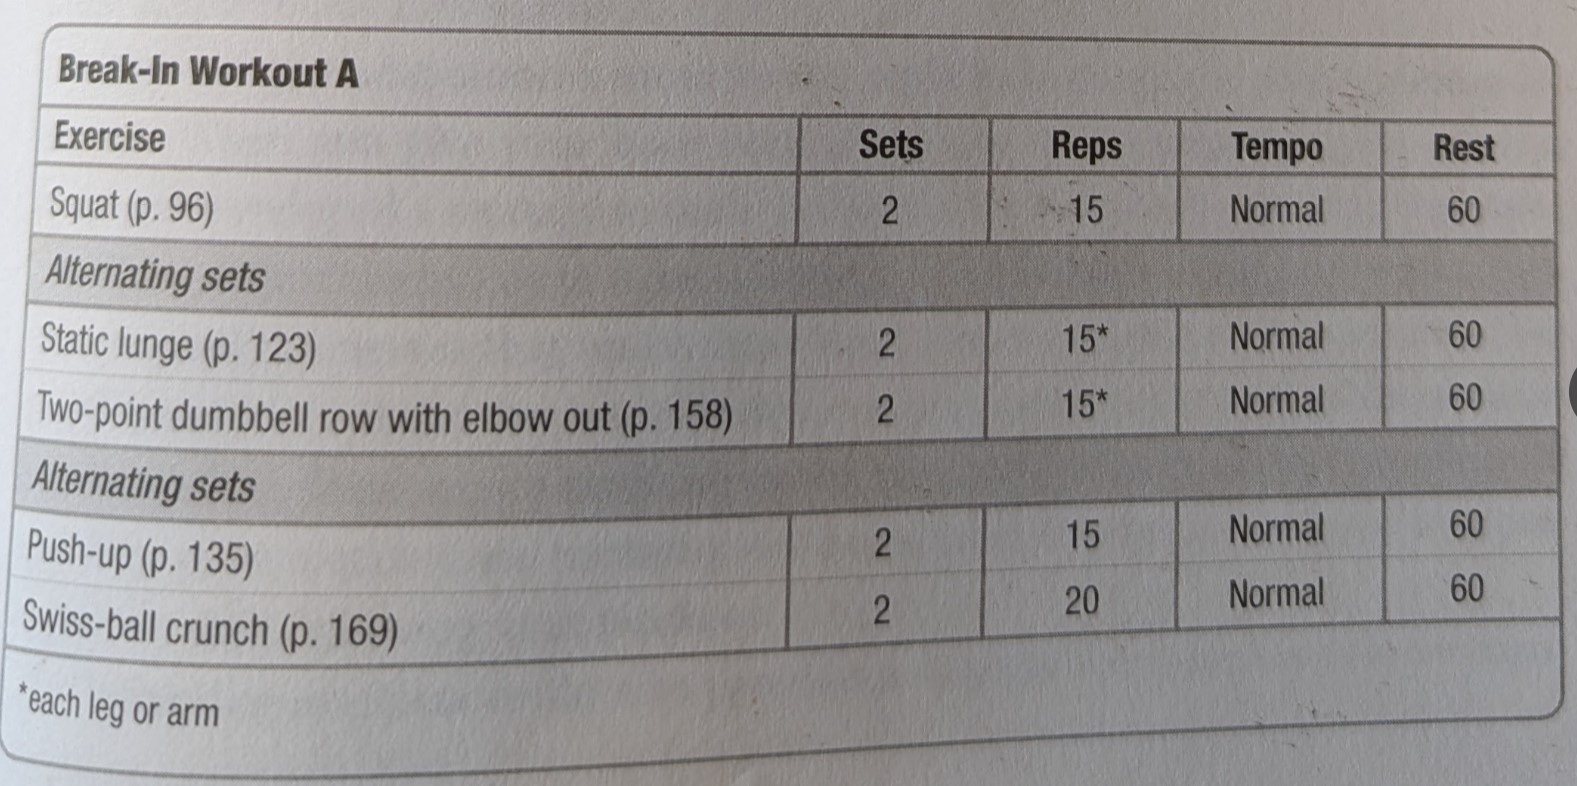 Break-In Workout A
Exercise Sets Reps Tempo Rest
Squat (p. 96) 2 15 Normal 60
Alternating sets
Static lunge (p. 123) 2 15* Normal 60
Two-point dumbbell row with elbow out (p. 158) 2 15* Normal 60
Alternating sets
Push-up (p. 135) 2 15 Normal 60
Swiss-ball crunch (p. 169) 2 20 Normal 60
*each leg or arm